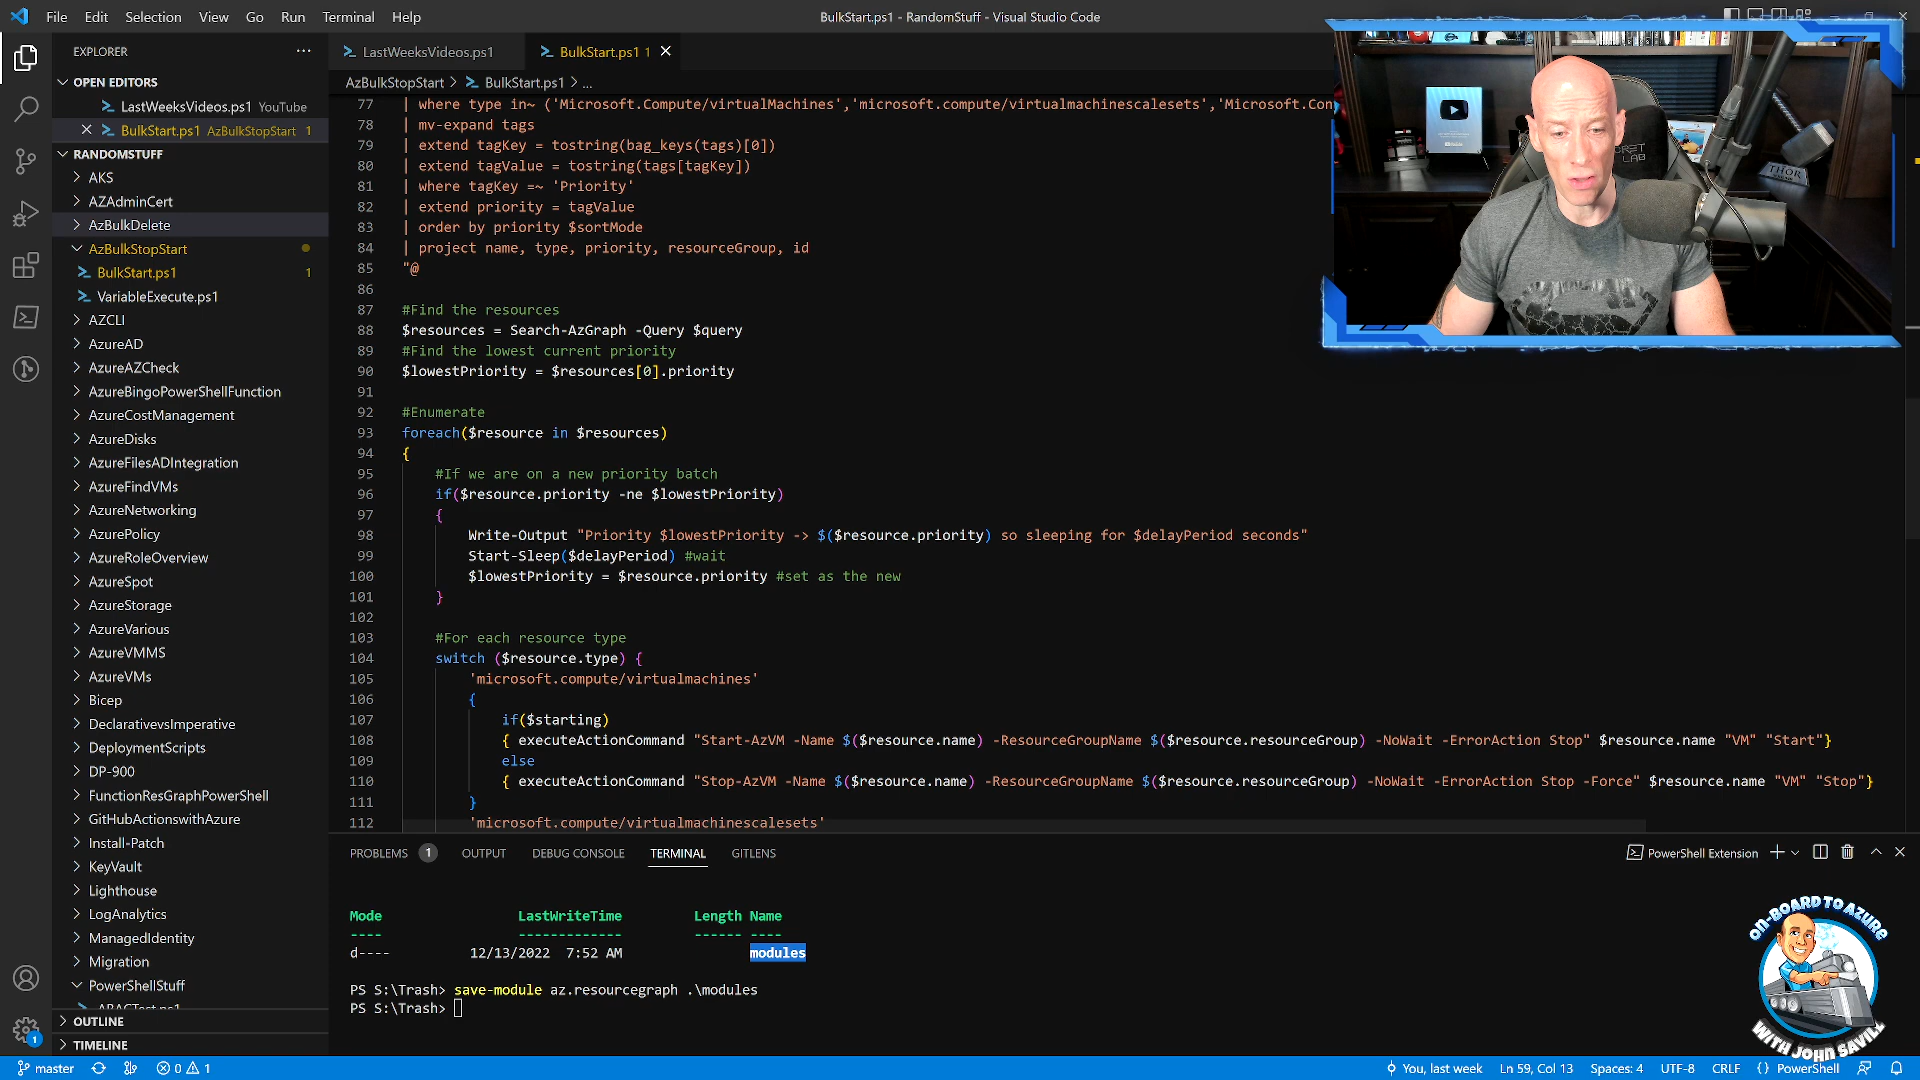 File Edit Selection View Go Run Terminal Help
BulkStart.ps1 - RandomStuff - Visual Studio Code
EXPLORER
OPEN EDITORS
LastWeeksVideos.ps1 YouTube
BulkStart.ps1 AzBulkStopStart 1
RANDOMSTUFF
AKS
AZAdminCert
AzBulkDelete
AzBulkStopStart
BulkStart.ps1 1
VariableExecute.ps1
AZCLI
AzureAD
AzureAZCheck
AzureBingoPowerShellFunction
AzureCostManagement
AzureDisks
AzureFilesADIntegration
AzureFindVMs
AzureNetworking
AzurePolicy
AzureRoleOverview
AzureSpot
AzureStorage
AzureVarious
AzureVMMS
AzureVMs
Bicep
DeclarativevsImperative
DeploymentScripts
DP-900
FunctionResGraphPowerShell
GitHubActionswithAzure
Install-Patch
KeyVault
Lighthouse
LogAnalytics
ManagedIdentity
Migration
PowerShellStuff
OUTLINE
TIMELINE
LastWeeksVideos.ps1
BulkStart.ps1 1
AzBulkStopStart > BulkStart.ps1 > ...
77 | where type in~ ('Microsoft.Compute/virtualMachines','microsoft.compute/virtualmachinescalesets','Microsoft.Con
78 | mv-expand tags
79 | extend tagKey = tostring(bag_keys(tags)[0])
80 | extend tagValue = tostring(tags[tagKey])
81 | where tagKey =~ 'Priority'
82 | extend priority = tagValue
83 | order by priority $sortMode
84 | project name, type, priority, resourceGroup, id
85 "@
86
87 #Find the resources
88 $resources = Search-AzGraph -Query $query
89 #Find the lowest current priority
90 $lowestPriority = $resources[0].priority
91
92 #Enumerate
93 foreach($resource in $resources)
94 {
95 #If we are on a new priority batch
96 if($resource.priority -ne $lowestPriority)
97 {
98 Write-Output "Priority $lowestPriority -> $($resource.priority) so sleeping for $delayPeriod seconds"
99 Start-Sleep($delayPeriod) #wait
100 $lowestPriority = $resource.priority #set as the new
101 }
102
103 #For each resource type
104 switch ($resource.type) {
105 'microsoft.compute/virtualmachines'
106 {
107 if($starting)
108 { executeActionCommand "Start-AzVM -Name $($resource.name) -ResourceGroupName $($resource.resourceGroup) -NoWait -ErrorAction Stop" $resource.name "VM" "Start"}
109 else
110 { executeActionCommand "Stop-AzVM -Name $($resource.name) -ResourceGroupName $($resource.resourceGroup) -NoWait -ErrorAction Stop -Force" $resource.name "VM" "Stop"}
111 }
112 'microsoft.compute/virtualmachinescalesets'
PROBLEMS 1 OUTPUT DEBUG CONSOLE TERMINAL GITLENS
PowerShell Extension
Mode LastWriteTime Length Name
---- ------------- ------ ----
d---- 12/13/2022 7:52 AM modules
PS S:\Trash> save-module az.resourcegraph .\modules
PS S:\Trash>
THOR
ON-BOARD TO AZURE
WITH JOHN SAVILL
1
master 0 1
You, last week Ln 59, Col 13 Spaces: 4 UTF-8 CRLF {} PowerShell